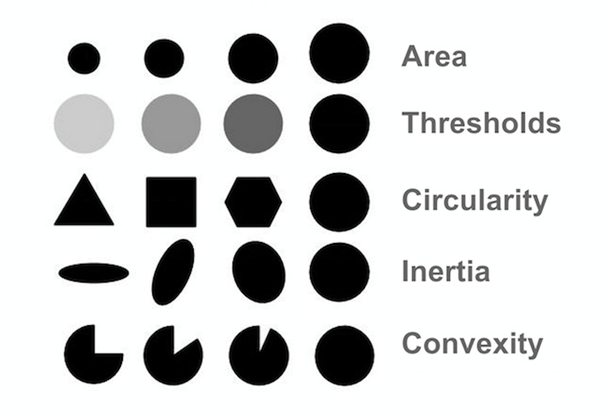 Area
Thresholds
Circularity
Inertia
Convexity